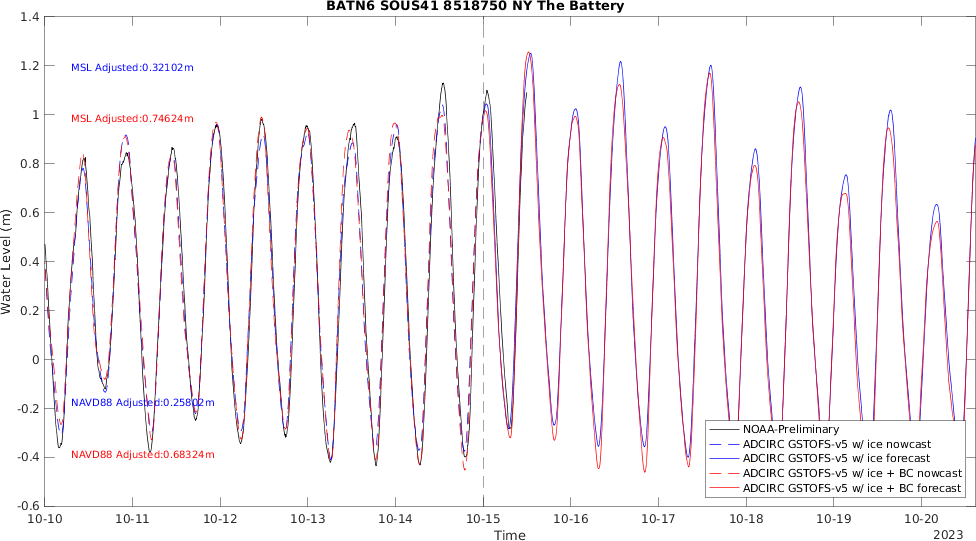 BATN6 SOUS41 8518750 NY The Battery
Water Level (m)
1.4
1.2
1
0.8
0.6
0.4
0.2
0
-0.2
-0.4
-0.6
MSL Adjusted:0.32102m
MSL Adjusted:0.74624m
NAVD88 Adjusted:0.25802m
NAVD88 Adjusted:0.68324m
NOAA-Preliminary
ADCIRC GSTOFS-v5 w/ ice nowcast
ADCIRC GSTOFS-v5 w/ ice forecast
ADCIRC GSTOFS-v5 w/ ice + BC nowcast
ADCIRC GSTOFS-v5 w/ ice + BC forecast
10-10 10-11 10-12 10-13 10-14 10-15 10-16 10-17 10-18 10-19 10-20
Time
2023